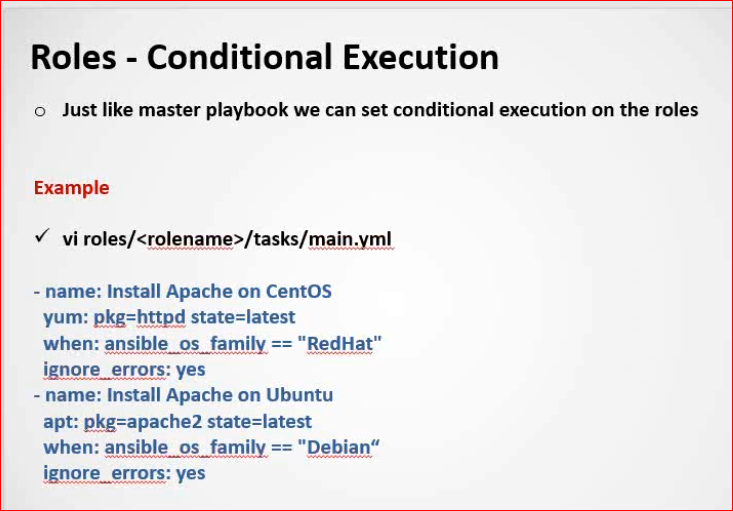 Roles - Conditional Execution
o Just like master playbook we can set conditional execution on the roles
Example
✓ vi roles/<rolename>/tasks/main.yml
- name: Install Apache on CentOS
yum: pkg=httpd state=latest
when: ansible_os_family == "RedHat"
ignore_errors: yes
- name: Install Apache on Ubuntu
apt: pkg=apache2 state=latest
when: ansible_os_family == "Debian“
ignore_errors: yes